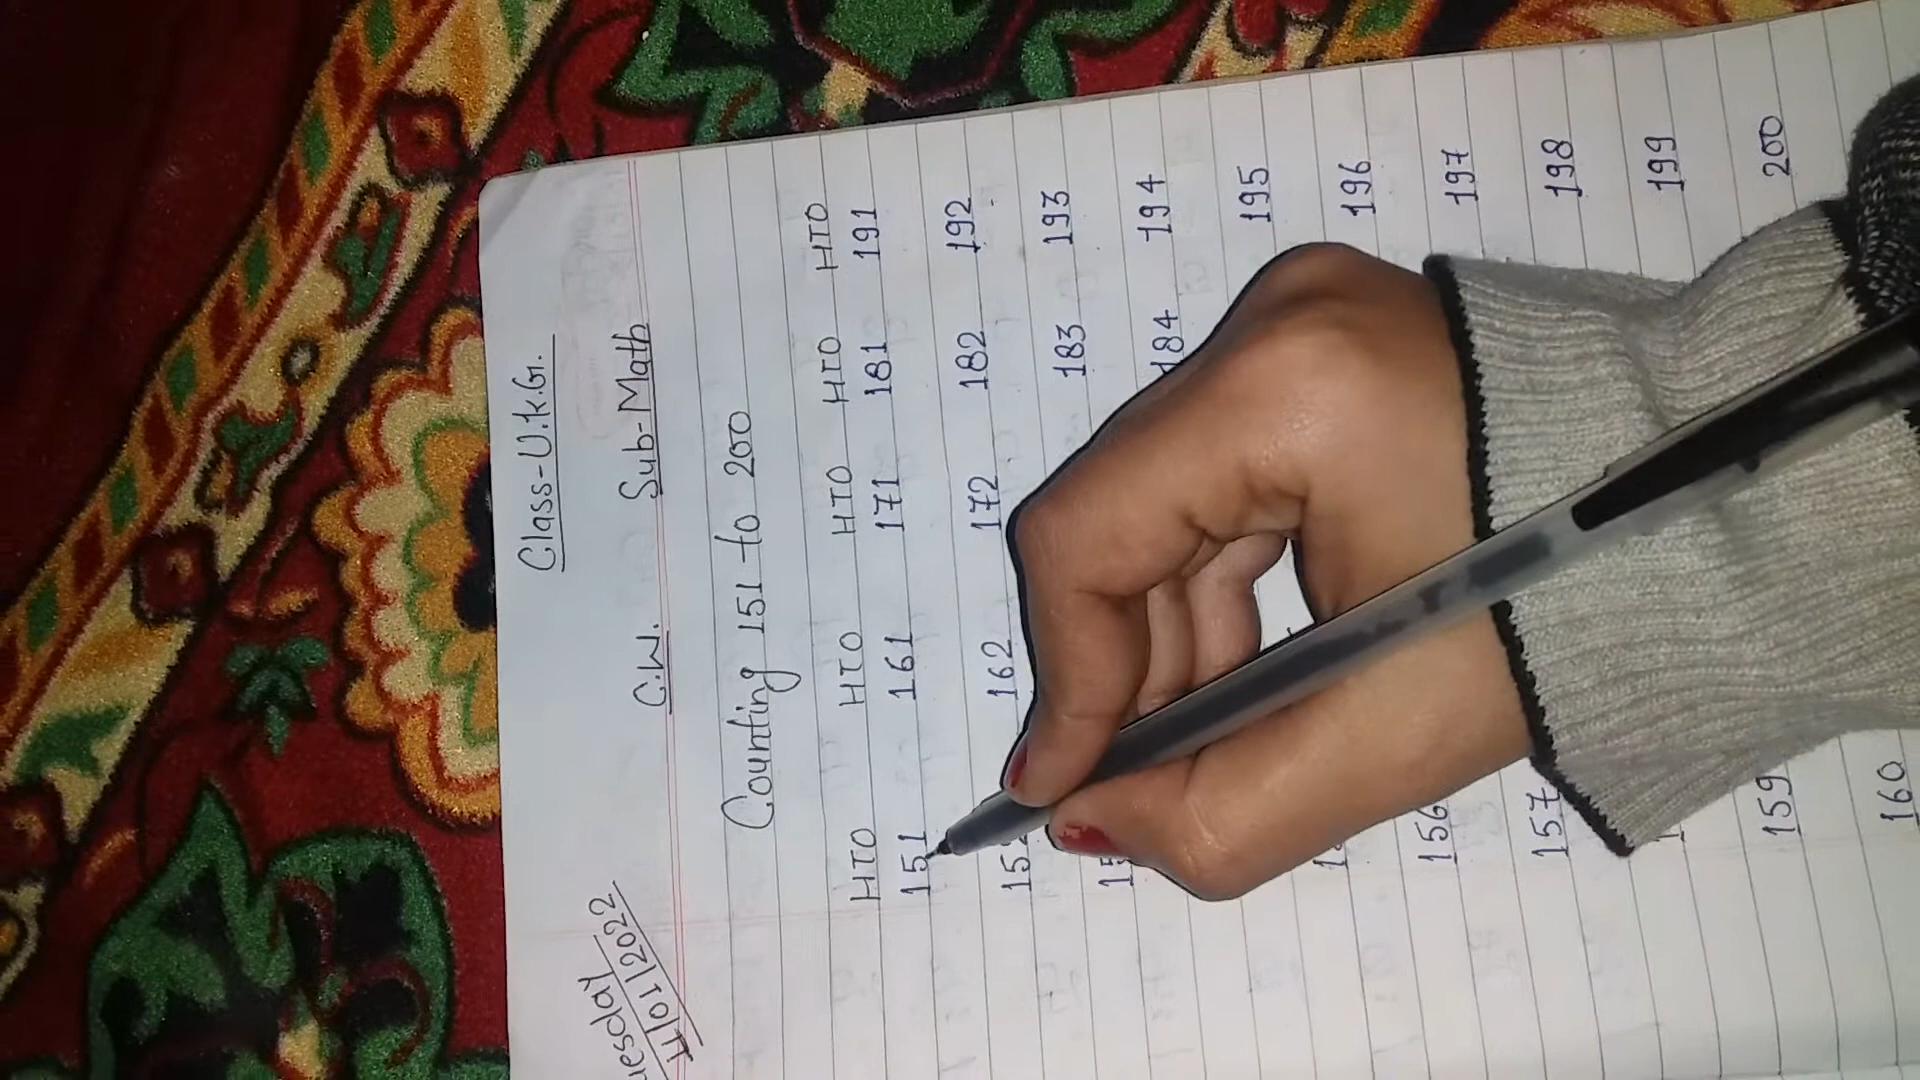 Class-U.K.G.
C.W. Sub-Math
11/01/2022
Counting 151 to 200
HTO HTO HTO HTO HTO
151 161 171 181 191
162 172 182 192
183 193
184 194
195
156 196
157 197
198
159 199
160 200